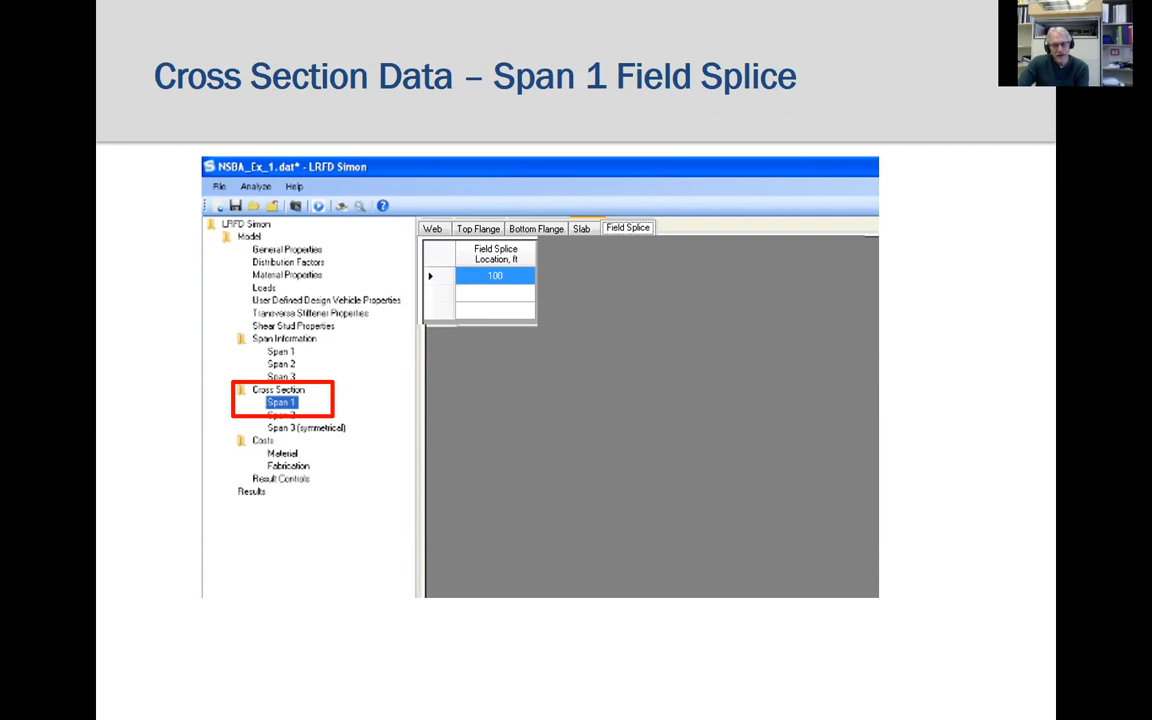 Cross Section Data – Span 1 Field Splice
NSBA_Ex_1.dat* - LRFD Simon
File Analyze Help
LRFD Simon
Model
General Properties
Distribution Factors
Material Properties
Loads
User Defined Design Vehicle Properties
Transverse Stiffener Properties
Shear Stud Properties
Span Information
Span 1
Span 2
Span 3
Cross Section
Span 1
Span 2
Span 3 (symmetrical)
Costs
Material
Fabrication
Result Controls
Results
Web Top Flange Bottom Flange Slab Field Splice
Field Splice
Location, ft
100